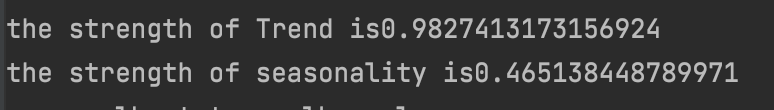 the strength of Trend is0.9827413173156924
the strength of seasonality is0.465138448789971